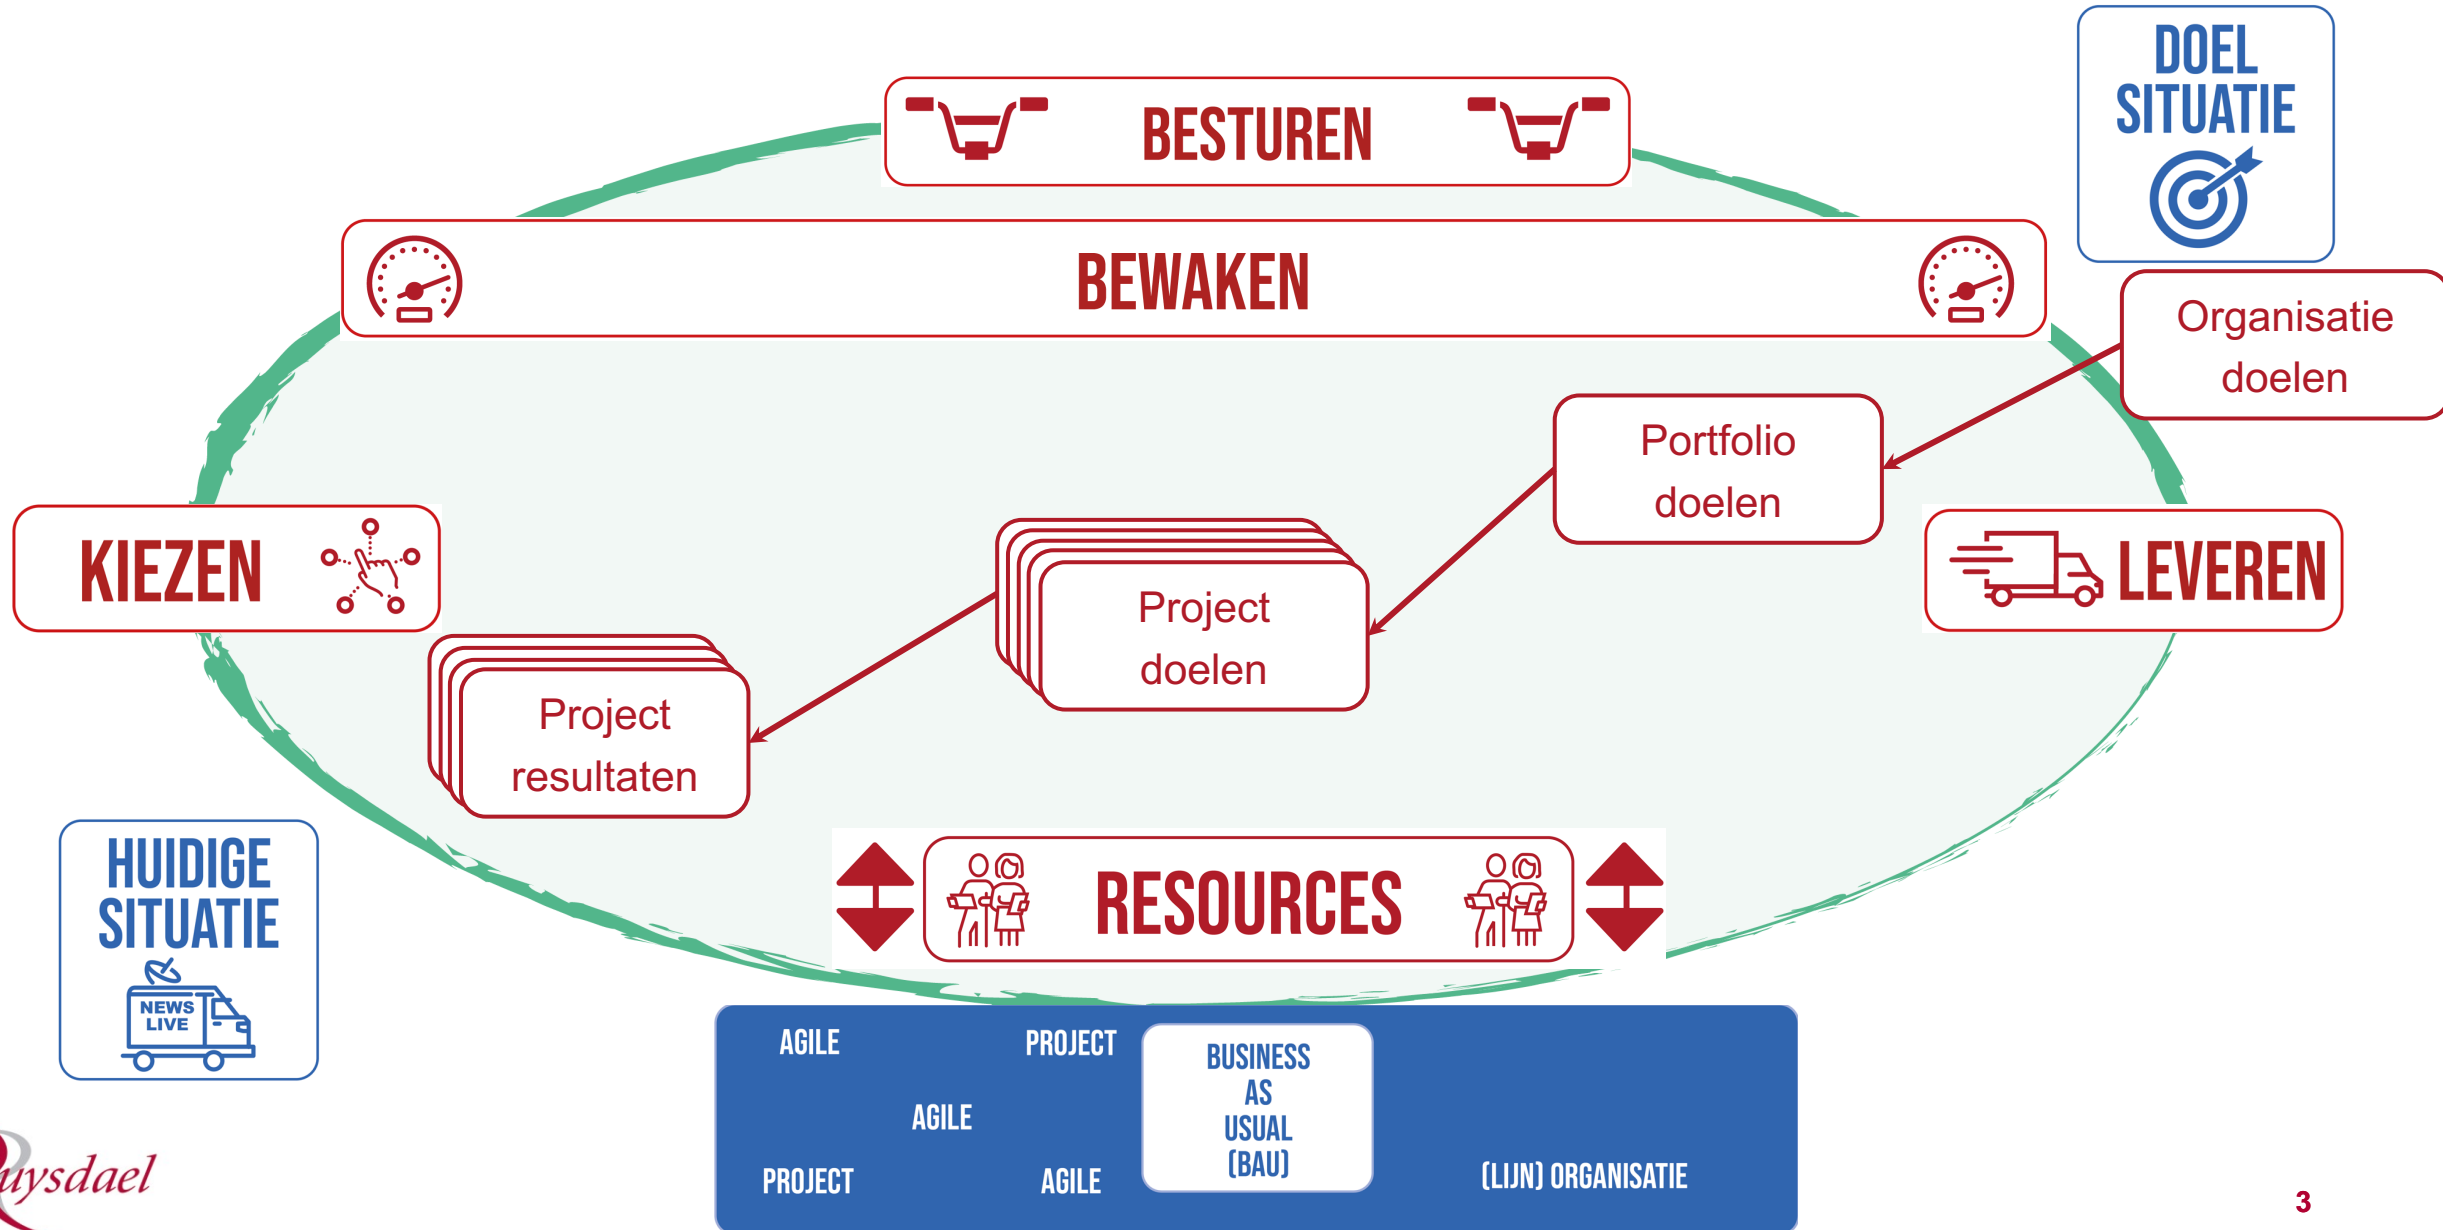 DOEL
SITUATIE
BESTUREN
BEWAKEN
Organisatie
doelen
Portfolio
doelen
KIEZEN
LEVEREN
Project
doelen
Project
resultaten
HUIDIGE
SITUATIE
NEWS
LIVE
RESOURCES
AGILE
PROJECT
AGILE
PROJECT
AGILE
BUSINESS
AS
USUAL
(BAU)
(LIJN) ORGANISATIE
uysdael
3